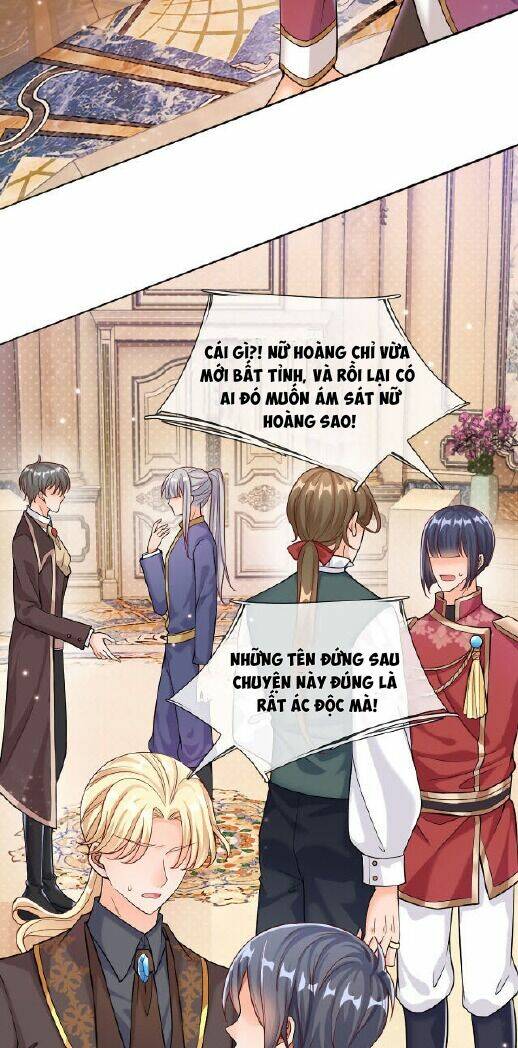 CÁI GÌ?! NỮ HOÀNG CHỈ VỪA
MỚI BẤT TỈNH, VÀ RỒI LẠI CÓ
AI ĐÓ MUỐN ÁM SÁT NỮ
HOÀNG SAO!
NHỮNG TÊN ĐỨNG SAU
CHUYỆN NÀY ĐÚNG LÀ
RẤT ÁC ĐỘC MÀ!